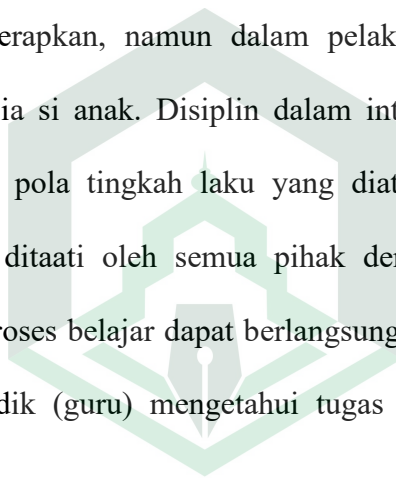 erapkan, namun dalam pelak
ia si anak. Disiplin dalam int
pola tingkah laku yang diat
ditaati oleh semua pihak der
roses belajar dapat berlangsung
dik (guru) mengetahui tugas